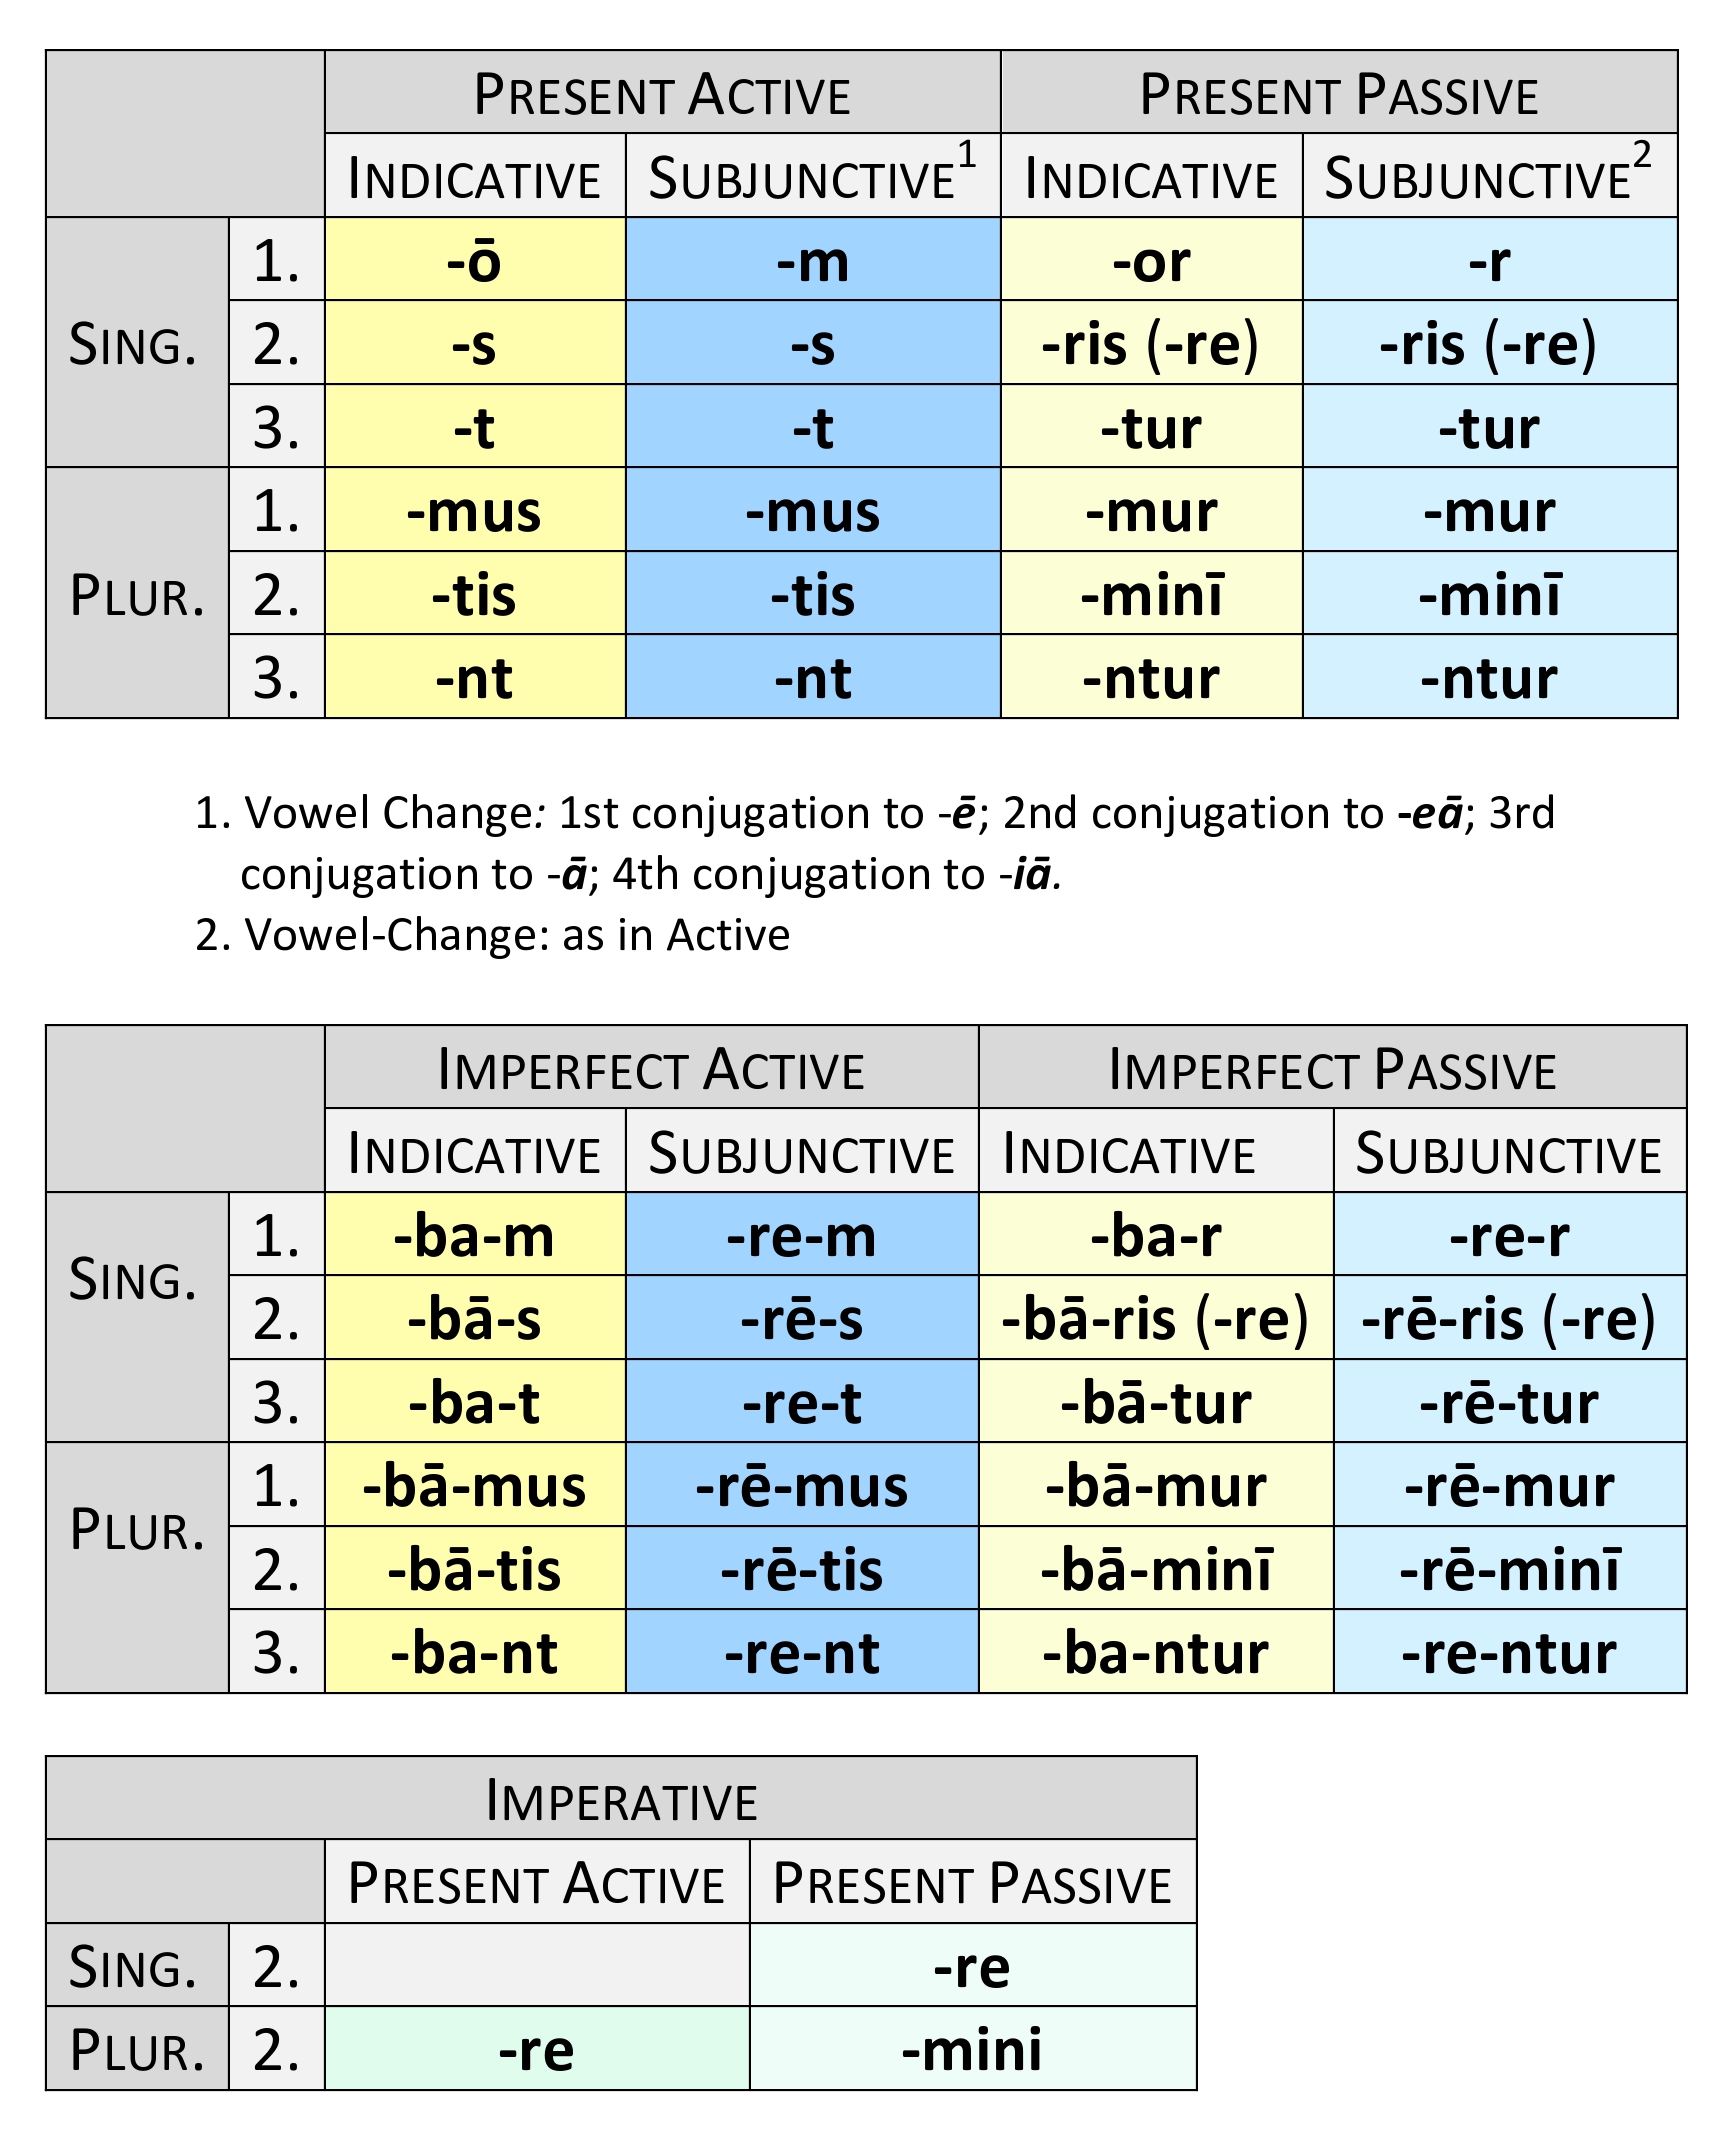 PRESENT ACTIVE PRESENT PASSIVE
INDICATIVE SUBJUNCTIVE1 INDICATIVE SUBJUNCTIVE2
SING. 1. -ō -m -or -r
2. -s -s -ris (-re) -ris (-re)
3. -t -t -tur -tur
PLUR. 1. -mus -mus -mur -mur
2. -tis -tis -minī -minī
3. -nt -nt -ntur -ntur
1. Vowel Change: 1st conjugation to -ē; 2nd conjugation to -eā; 3rd
conjugation to -ā; 4th conjugation to -iā.
2. Vowel-Change: as in Active
IMPERFECT ACTIVE IMPERFECT PASSIVE
INDICATIVE SUBJUNCTIVE INDICATIVE SUBJUNCTIVE
SING. 1. -ba-m -re-m -ba-r -re-r
2. -bā-s -rē-s -bā-ris (-re) -rē-ris (-re)
3. -ba-t -re-t -bā-tur -rē-tur
PLUR. 1. -bā-mus -rē-mus -bā-mur -rē-mur
2. -bā-tis -rē-tis -bā-minī -rē-minī
3. -ba-nt -re-nt -ba-ntur -re-ntur
IMPERATIVE
PRESENT ACTIVE PRESENT PASSIVE
SING. 2. -re
PLUR. 2. -re -mini